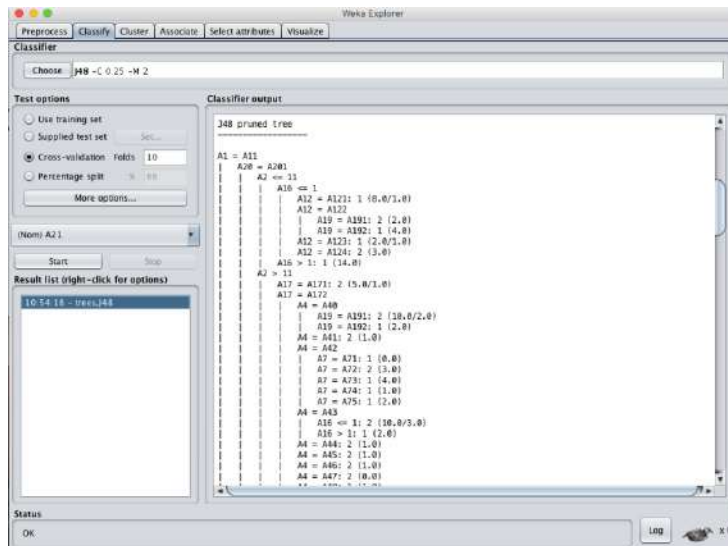 Weka Explorer
Preprocess Classify Cluster Associate Select attributes Visualize
Classifier
Choose J48 -C 0.25 -M 2
Test options
Use training set
Supplied test set Set...
Cross-validation Folds 10
Percentage split % 66
More options...
(Nom) A21
Start Stop
Result list (right-click for options)
10:54:16 - trees.J48
Classifier output
J48 pruned tree
------------------
A1 = A11
|   A20 = A201
|   |   A2 <= 11
|   |   |   A16 <= 1
|   |   |   |   A12 = A121: 1 (8.0/1.0)
|   |   |   |   A12 = A122
|   |   |   |   |   A19 = A191: 2 (2.0)
|   |   |   |   |   A19 = A192: 1 (4.0)
|   |   |   |   A12 = A123: 1 (2.0/1.0)
|   |   |   |   A12 = A124: 2 (3.0)
|   |   |   A16 > 1: 1 (14.0)
|   |   A2 > 11
|   |   |   A17 = A171: 2 (5.0/1.0)
|   |   |   A17 = A172
|   |   |   |   A4 = A40
|   |   |   |   |   A19 = A191: 2 (10.0/2.0)
|   |   |   |   |   A19 = A192: 1 (2.0)
|   |   |   |   A4 = A41: 2 (1.0)
|   |   |   |   A4 = A42
|   |   |   |   |   A7 = A71: 1 (0.0)
|   |   |   |   |   A7 = A72: 2 (3.0)
|   |   |   |   |   A7 = A73: 1 (4.0)
|   |   |   |   |   A7 = A74: 1 (1.0)
|   |   |   |   |   A7 = A75: 1 (2.0)
|   |   |   |   A4 = A43
|   |   |   |   |   A16 <= 1: 2 (10.0/3.0)
|   |   |   |   |   A16 > 1: 1 (2.0)
|   |   |   |   A4 = A44: 2 (1.0)
|   |   |   |   A4 = A45: 2 (1.0)
|   |   |   |   A4 = A46: 2 (1.0)
|   |   |   |   A4 = A47: 2 (0.0)
Status
OK
Log
x